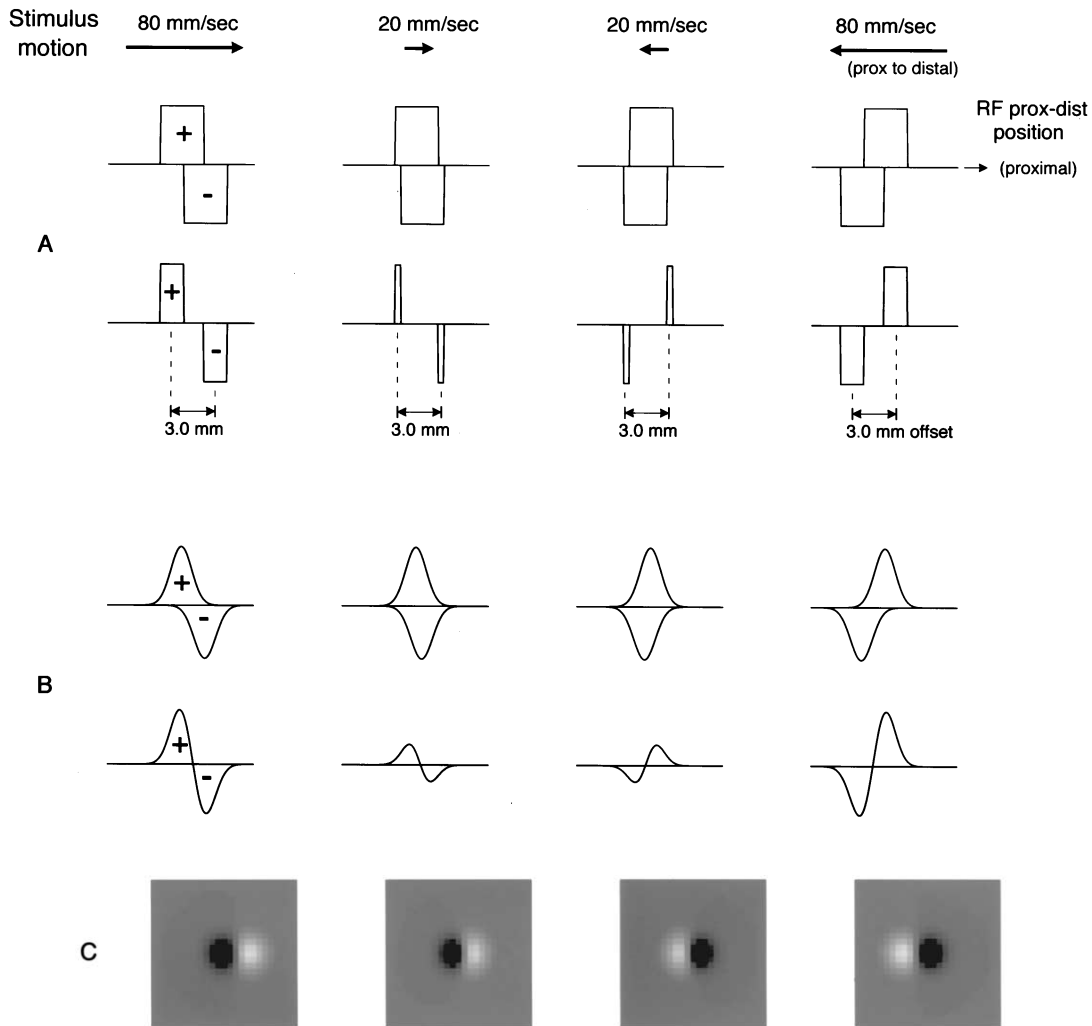 Stimulus motion
80 mm/sec
20 mm/sec
20 mm/sec
80 mm/sec
(prox to distal)
+
-
RF prox-dist position
(proximal)
A
+
-
3.0 mm
3.0 mm
3.0 mm
3.0 mm offset
+
-
B
+
-
C